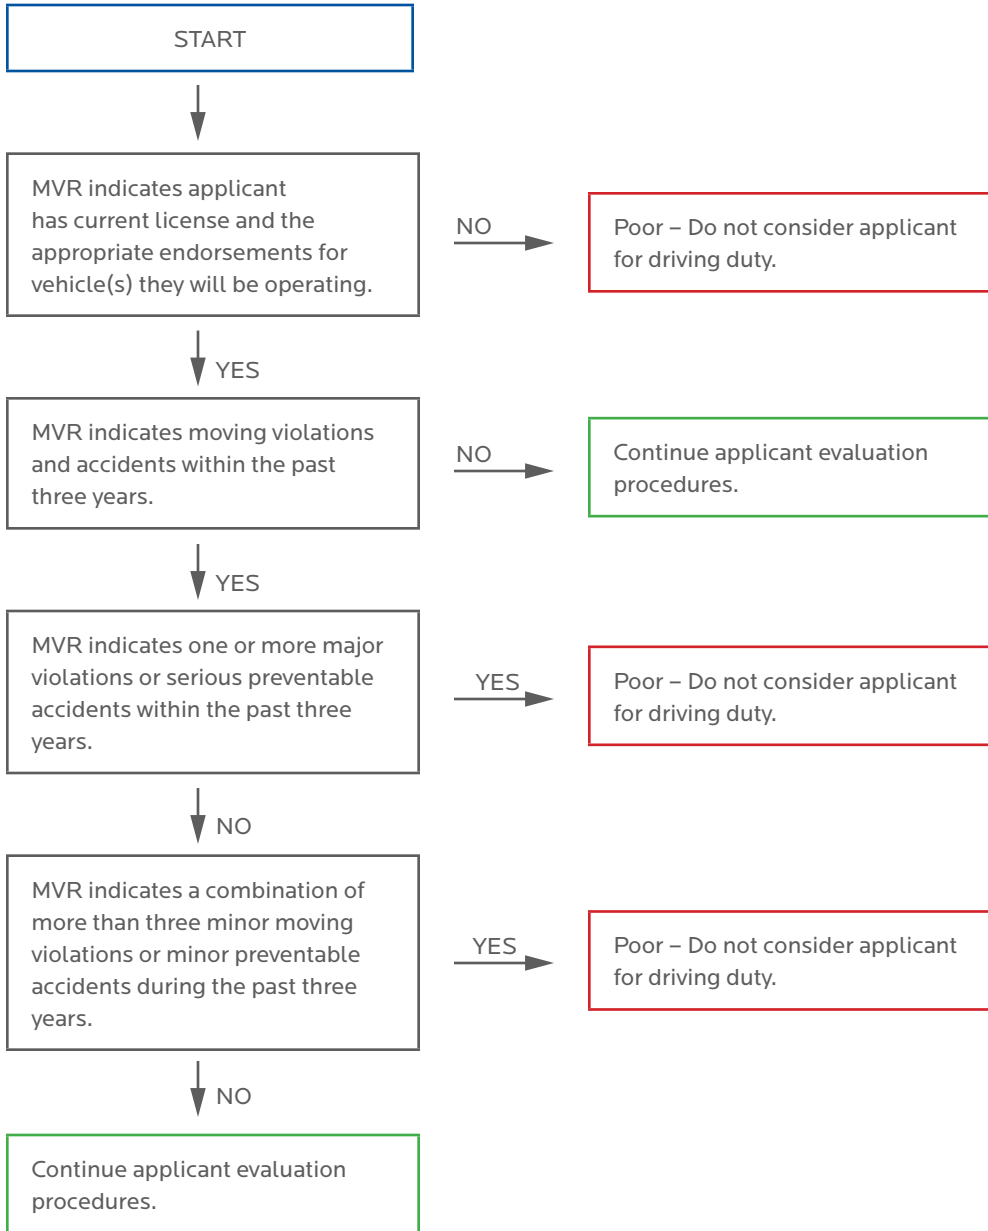 START
MVR indicates applicant
has current license and the
appropriate endorsements for
vehicle(s) they will be operating.
NO
Poor – Do not consider applicant
for driving duty.
YES
MVR indicates moving violations
and accidents within the past
three years.
NO
Continue applicant evaluation
procedures.
YES
MVR indicates one or more major
violations or serious preventable
accidents within the past three
years.
YES
Poor – Do not consider applicant
for driving duty.
NO
MVR indicates a combination of
more than three minor moving
violations or minor preventable
accidents during the past three
years.
YES
Poor – Do not consider applicant
for driving duty.
NO
Continue applicant evaluation
procedures.